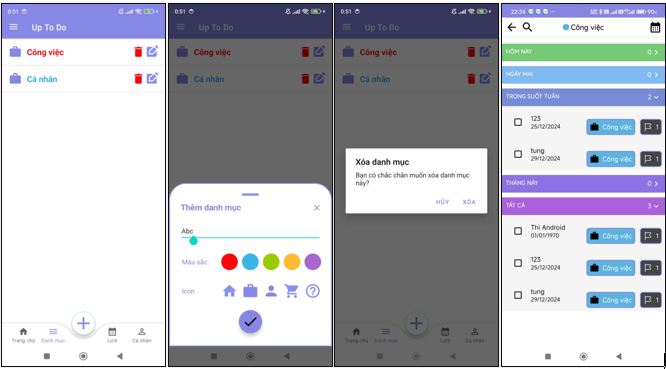 0:51
Up To Do
Công việc
Cá nhân
Trang chủ
Danh mục
Lịch
Cá nhân
0:51
Up To Do
Công việc
Cá nhân
Thêm danh mục
Abc
Màu sắc
Icon
0:51
Up To Do
Công việc
Cá nhân
Xóa danh mục
Bạn có chắc chắn muốn xóa danh mục
này?
HỦY XÓA
Trang chủ
Danh mục
Lịch
Cá nhân
22:34
90%
Công việc
HÔM NAY 0
NGÀY MAI 0
TRONG SUỐT TUẦN 2
123
25/12/2024
Công việc 1
tung
29/12/2024
Công việc 1
THÁNG NÀY 0
TẤT CẢ 3
Thi Android
01/01/1970
Công việc 1
123
25/12/2024
Công việc 1
tung
29/12/2024
Công việc 1